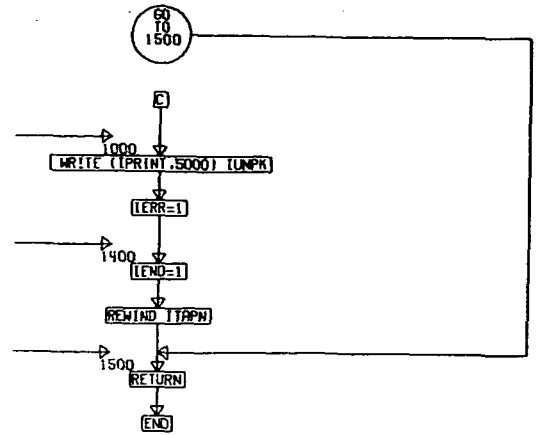 GO
TO
1500
C
1000
WRITE (IPRINT,5000) IUNPK
IERR=1
1400
IEND=1
REWIND ITAPN
1500
RETURN
END